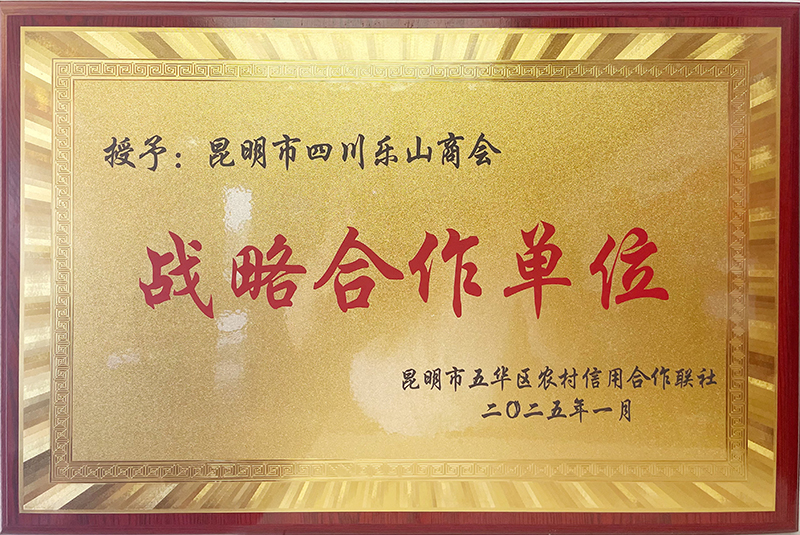 授予：昆明市四川乐山商会
战略合作单位
昆明市五华区农村信用合作联社
二〇二五年一月